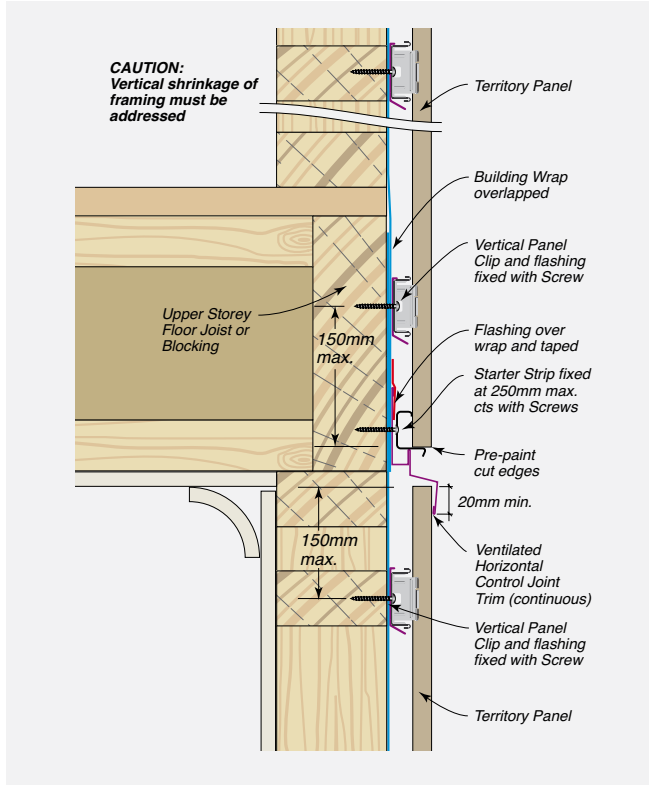 CAUTION:
Vertical shrinkage of
framing must be
addressed
Territory Panel
Building Wrap
overlapped
Vertical Panel
Clip and flashing
fixed with Screw
Upper Storey
Floor Joist or
Blocking
150mm
max.
Flashing over
wrap and taped
Starter Strip fixed
at 250mm max.
cts with Screws
Pre-paint
cut edges
20mm min.
150mm
max.
Ventilated
Horizontal
Control Joint
Trim (continuous)
Vertical Panel
Clip and flashing
fixed with Screw
Territory Panel